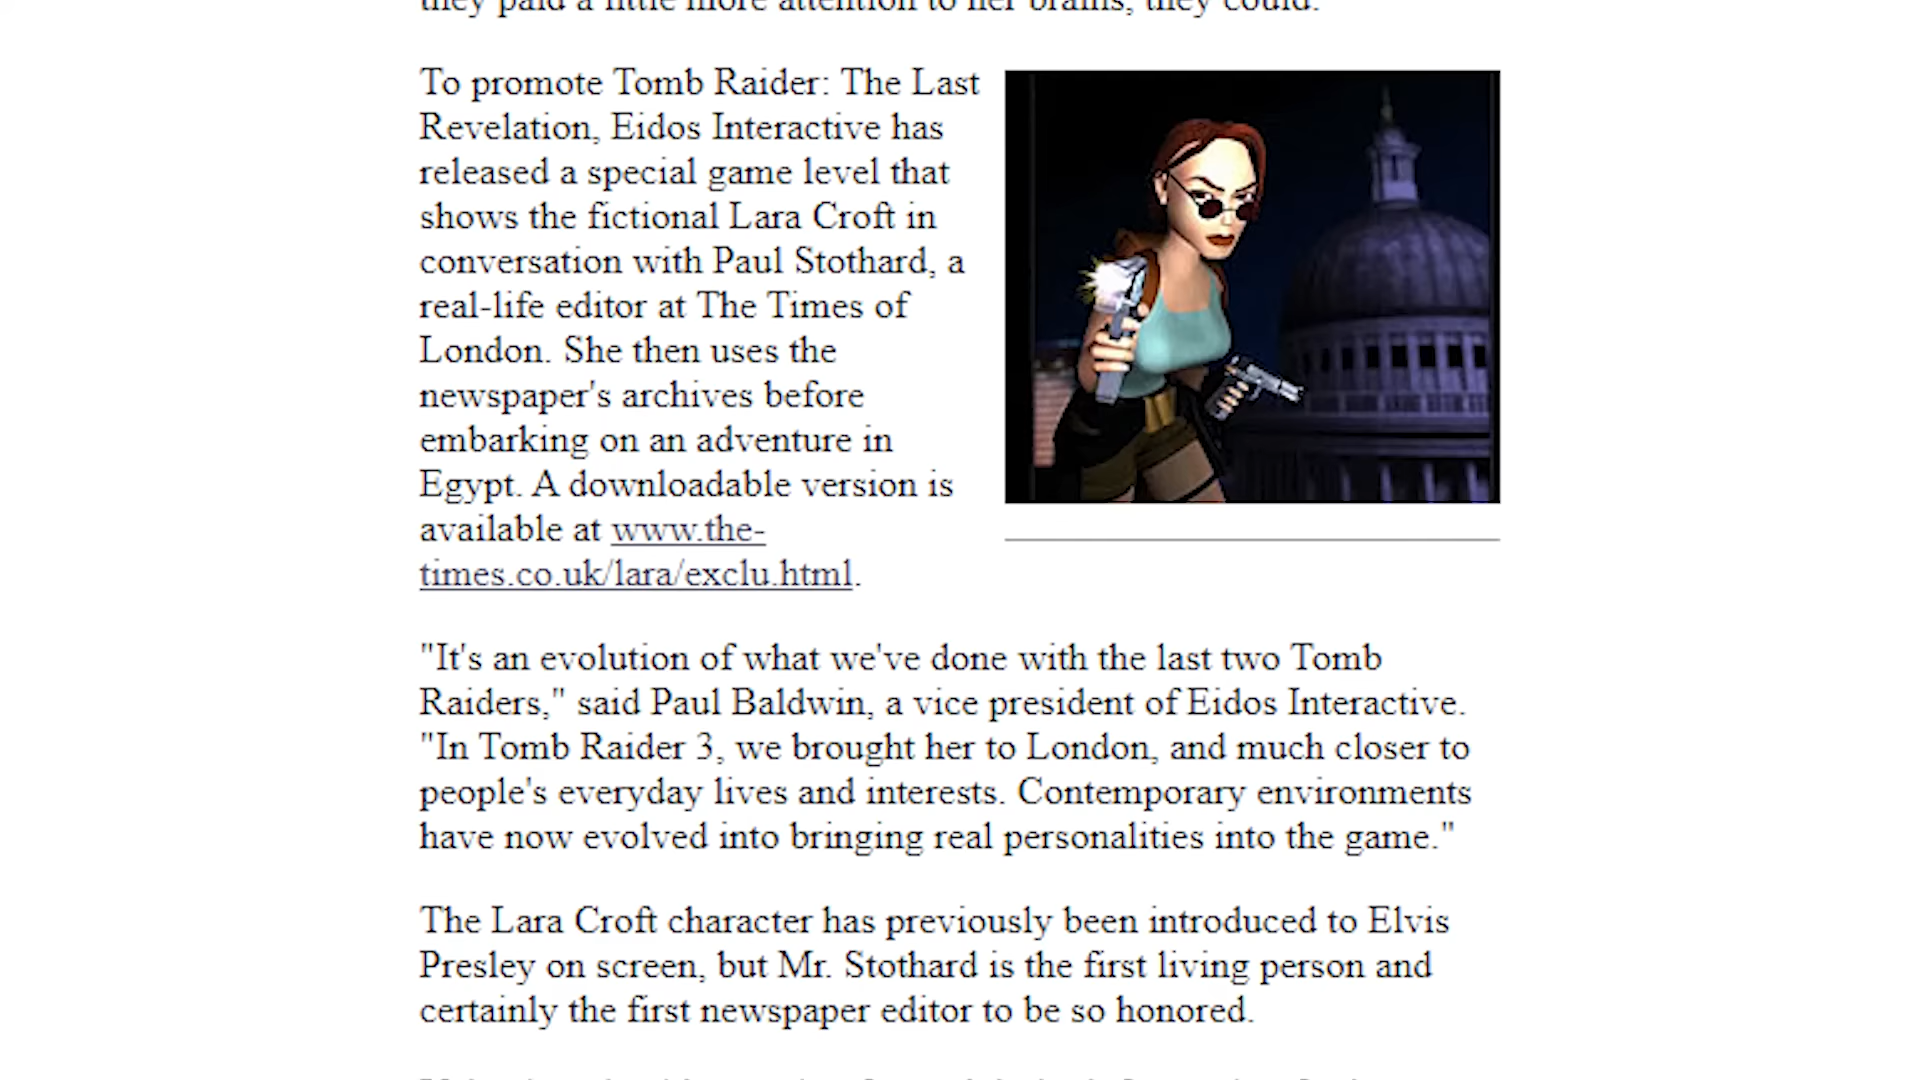 they paid a little more attention to her brains, they could.
To promote Tomb Raider: The Last
Revelation, Eidos Interactive has
released a special game level that
shows the fictional Lara Croft in
conversation with Paul Stothard, a
real-life editor at The Times of
London. She then uses the
newspaper's archives before
embarking on an adventure in
Egypt. A downloadable version is
available at www.the-
times.co.uk/lara/exclu.html.
"It's an evolution of what we've done with the last two Tomb
Raiders," said Paul Baldwin, a vice president of Eidos Interactive.
"In Tomb Raider 3, we brought her to London, and much closer to
people's everyday lives and interests. Contemporary environments
have now evolved into bringing real personalities into the game."
The Lara Croft character has previously been introduced to Elvis
Presley on screen, but Mr. Stothard is the first living person and
certainly the first newspaper editor to be so honored.